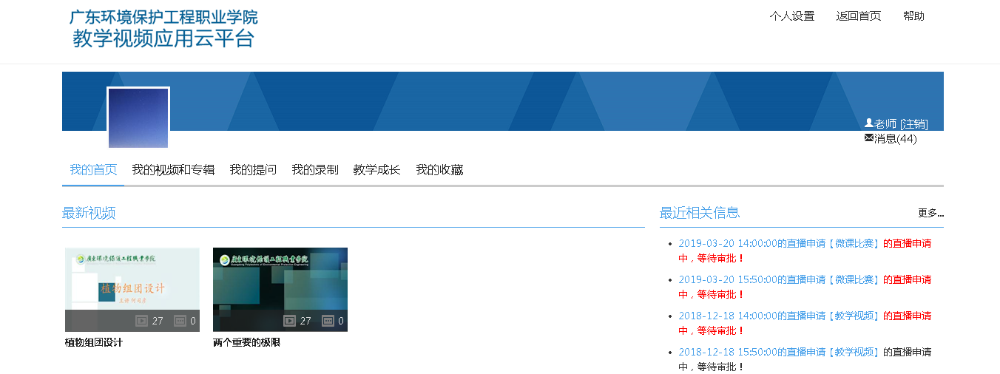 广东环境保护工程职业学院
教学视频应用云平台
个人设置 返回首页 帮助
老师 [注销]
消息(44)
我的首页 我的视频和专辑 我的提问 我的录制 教学成长 我的收藏
最新视频
广东环境保护工程职业学院
植物组团设计
27 0
植物组团设计
广东环境保护工程职业学院
Guangdong Polytechnic of Environmental Protection Engineering
27 0
两个重要的极限
最近相关信息 更多...
2019-03-20 14:00:00的直播申请【微课比赛】的直播申请
中，等待审批！
2019-03-20 15:50:00的直播申请【微课比赛】的直播申请
中，等待审批！
2018-12-18 14:00:00的直播申请【教学视频】的直播申请
中，等待审批！
2018-12-18 15:50:00的直播申请【教学视频】的直播申请
中，等待审批！